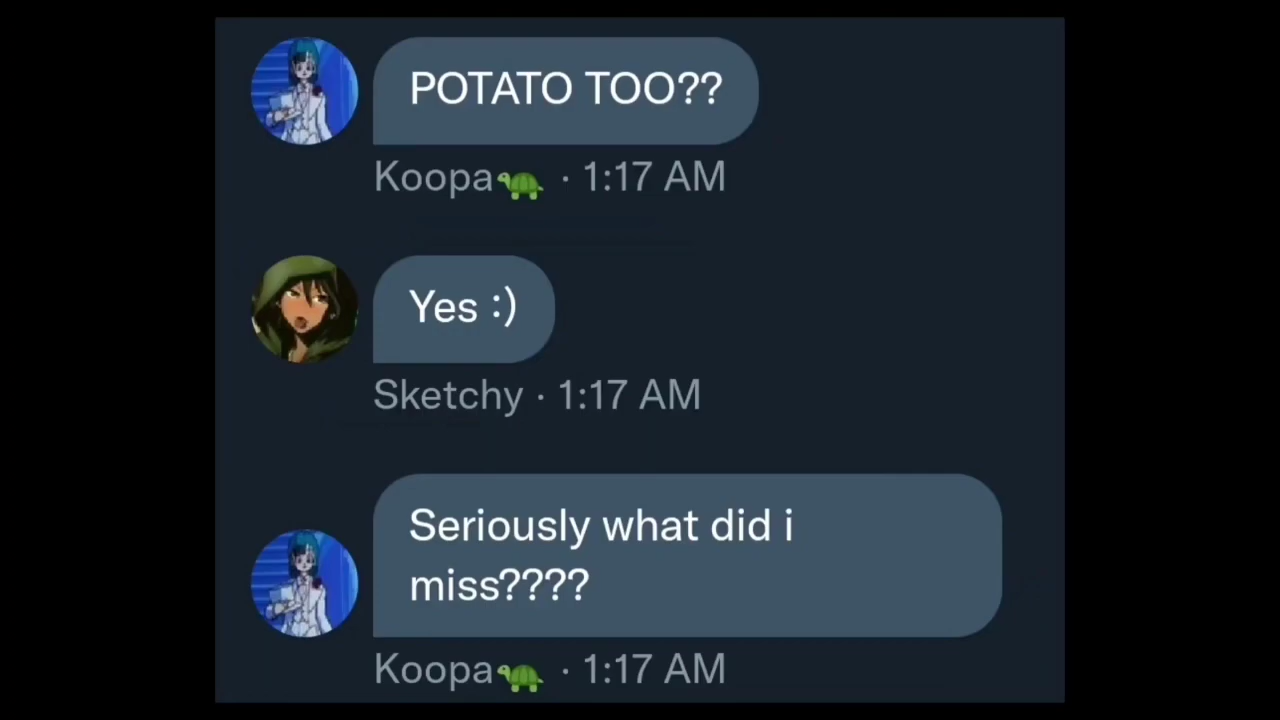 POTATO TOO??
Koopa🐢 · 1:17 AM
Yes :)
Sketchy · 1:17 AM
Seriously what did i
miss????
Koopa🐢 · 1:17 AM